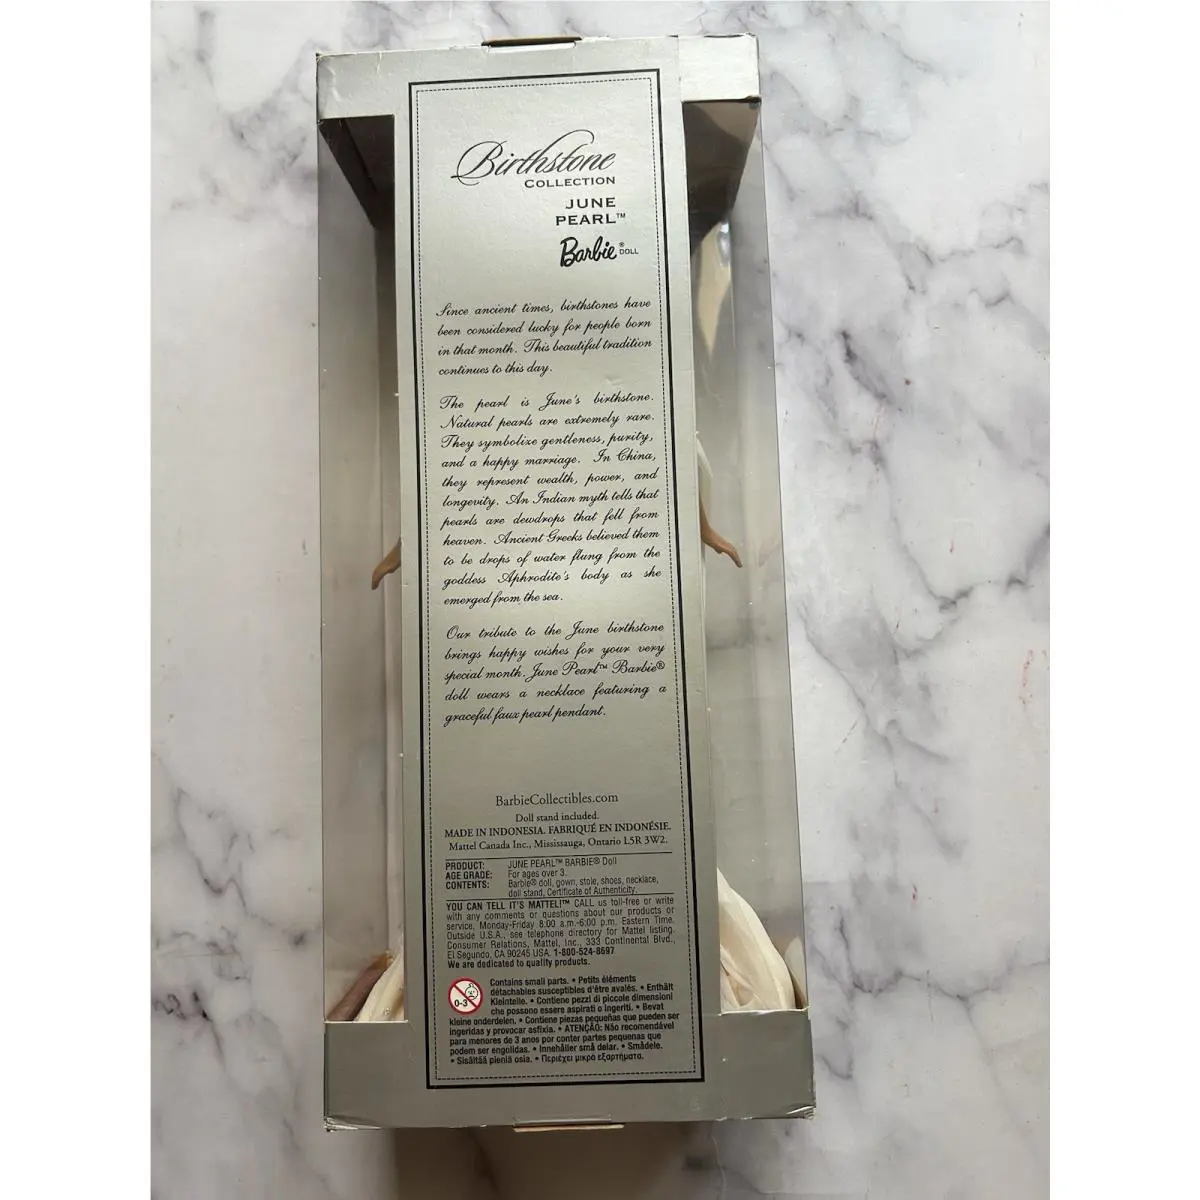 Birthstone
COLLECTION
JUNE
PEARL™
Barbie® DOLL
Since ancient times, birthstones have
been considered lucky for people born
in that month. This beautiful tradition
continues to this day.
The pearl is June's birthstone.
Natural pearls are extremely rare.
They symbolize gentleness, purity,
and a happy marriage. In China,
they represent wealth, power, and
longevity. An Indian myth tells that
pearls are dewdrops that fell from
heaven. Ancient Greeks believed them
to be drops of water flung from the
goddess Aphrodite's body as she
emerged from the sea.
Our tribute to the June birthstone
brings happy wishes for your very
special month. June Pearl™ Barbie®
doll wears a necklace featuring a
graceful faux pearl pendant.
BarbieCollectibles.com
Doll stand included.
MADE IN INDONESIA. FABRIQUÉ EN INDONÉSIE.
Mattel Canada Inc., Mississauga, Ontario L5R 3W2.
PRODUCT: JUNE PEARL™ BARBIE® Doll
AGE GRADE: For ages over 3.
CONTENTS: Barbie® doll, gown, stole, shoes, necklace,
doll stand, Certificate of Authenticity.
YOU CAN TELL IT'S MATTEL!™ CALL us toll-free or write
with any comments or questions about our products or
service, Monday-Friday 8:00 a.m.-6:00 p.m. Eastern Time.
Outside U.S.A., see telephone directory for Mattel listing.
Consumer Relations, Mattel, Inc., 333 Continental Blvd.,
El Segundo, CA 90245 USA. 1-800-524-8697
We are dedicated to quality products.
0-3
Contains small parts. • Petits éléments
détachables susceptibles d'être avalés. • Enthält
Kleinteile. • Contiene pezzi di piccole dimensioni
che possono essere aspirati o ingeriti. • Bevat
kleine onderdelen. • Contiene piezas pequeñas que pueden ser
ingeridas y provocar asfixia. • ATENÇÃO: Não recomendável
para menores de 3 anos por conter partes pequenas que
podem ser engolidas. • Innehåller små delar. • Smådele.
• Sisältää pieniä osia. • Περιέχει μικρά εξαρτήματα.